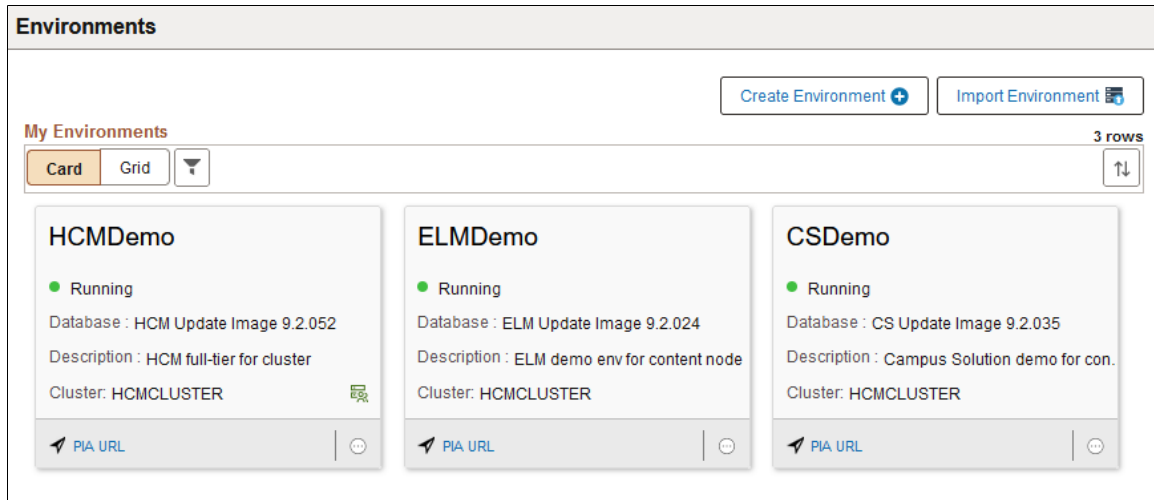 Environments
Create Environment
Import Environment
My Environments
3 rows
Card
Grid
HCMDemo
Running
Database : HCM Update Image 9.2.052
Description : HCM full-tier for cluster
Cluster: HCMCLUSTER
PIA URL
ELMDemo
Running
Database : ELM Update Image 9.2.024
Description : ELM demo env for content node
Cluster: HCMCLUSTER
PIA URL
CSDemo
Running
Database : CS Update Image 9.2.035
Description : Campus Solution demo for con.
Cluster: HCMCLUSTER
PIA URL